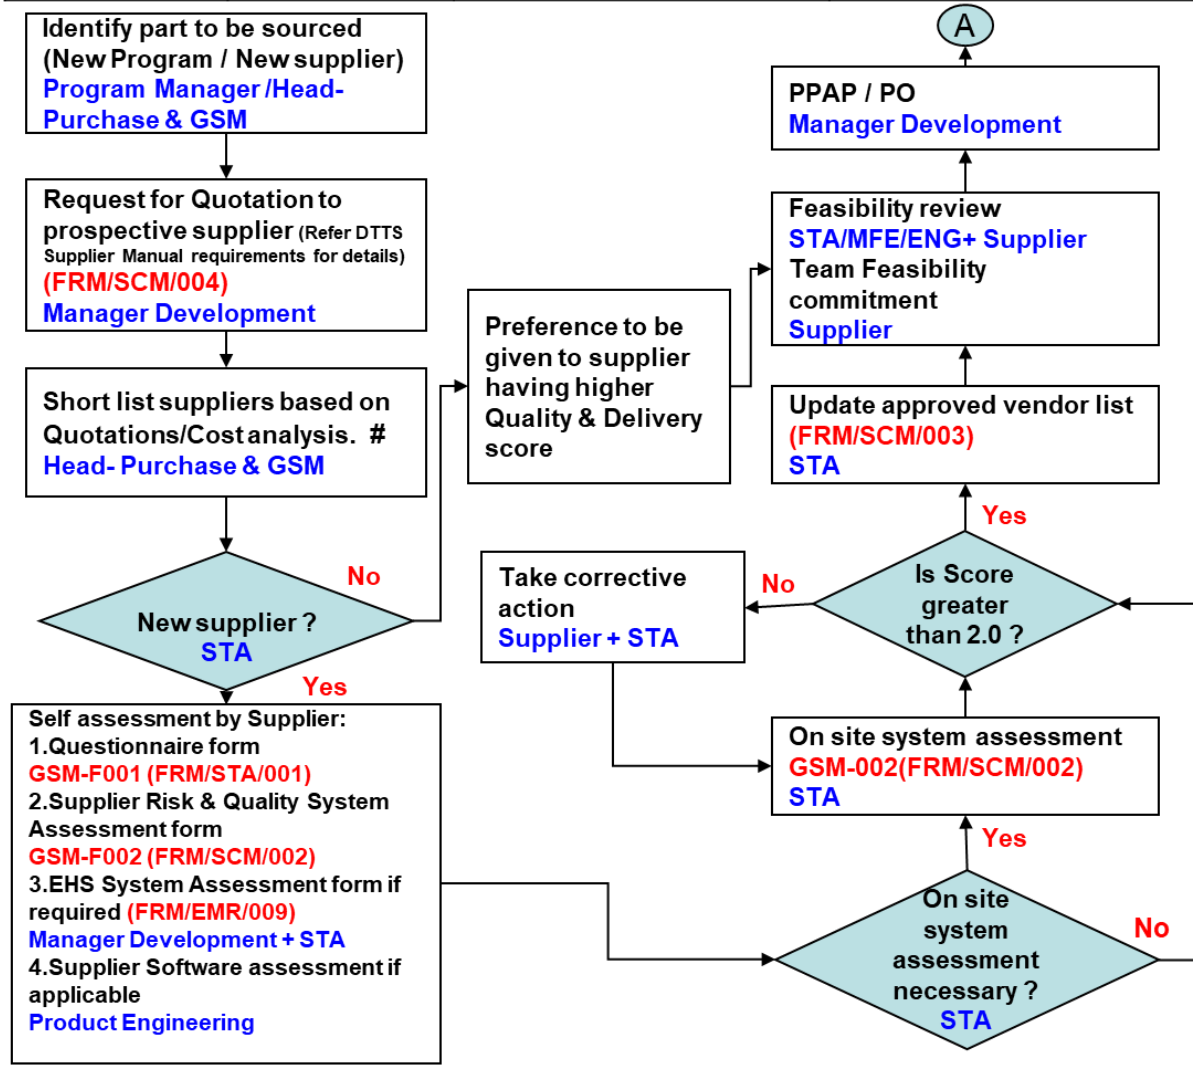 Identify part to be sourced
(New Program / New supplier)
Program Manager /Head-
Purchase & GSM
Request for Quotation to
prospective supplier (Refer DTTS
Supplier Manual requirements for details)
(FRM/SCM/004)
Manager Development
Short list suppliers based on
Quotations/Cost analysis. #
Head- Purchase & GSM
New supplier ?
STA
No
Yes
Self assessment by Supplier:
1.Questionnaire form
GSM-F001 (FRM/STA/001)
2.Supplier Risk & Quality System
Assessment form
GSM-F002 (FRM/SCM/002)
3.EHS System Assessment form if
required (FRM/EMR/009)
Manager Development + STA
4.Supplier Software assessment if
applicable
Product Engineering
Preference to be
given to supplier
having higher
Quality & Delivery
score
Take corrective
action
Supplier + STA
A
PPAP / PO
Manager Development
Feasibility review
STA/MFE/ENG+ Supplier
Team Feasibility
commitment
Supplier
Update approved vendor list
(FRM/SCM/003)
STA
Yes
No
Is Score
greater
than 2.0 ?
On site system assessment
GSM-002(FRM/SCM/002)
STA
Yes
On site
system
assessment
necessary ?
STA
No